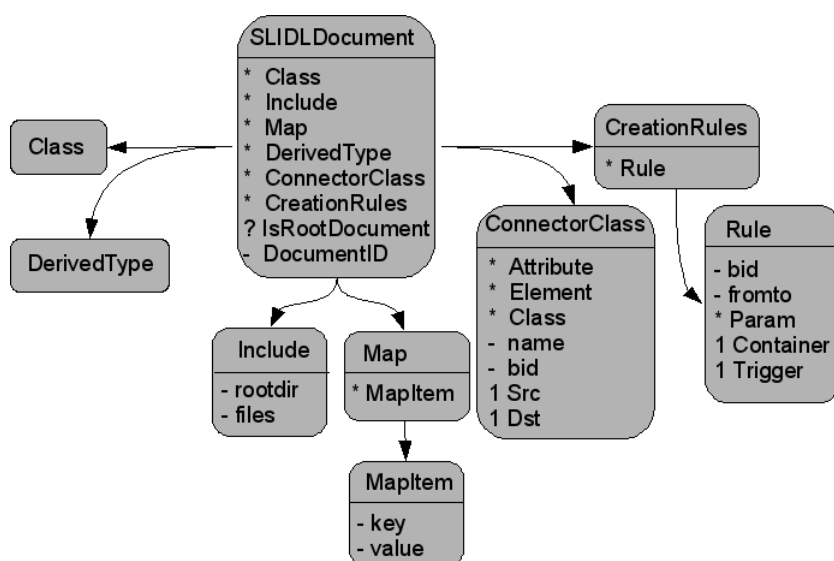 SLIDLDocument
* Class
* Include
* Map
* DerivedType
* ConnectorClass
* CreationRules
? IsRootDocument
- DocumentID
Class
DerivedType
CreationRules
* Rule
ConnectorClass
* Attribute
* Element
* Class
- name
- bid
1 Src
1 Dst
Rule
- bid
- fromto
* Param
1 Container
1 Trigger
Include
- rootdir
- files
Map
* MapItem
MapItem
- key
- value